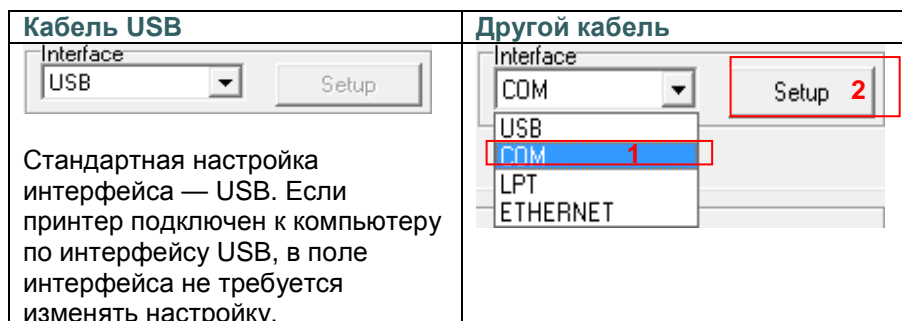 Кабель USB
Interface
USB
Setup
Стандартная настройка
интерфейса — USB. Если
принтер подключен к компьютеру
по интерфейсу USB, в поле
интерфейса не требуется
изменять настройку.
Другой кабель
Interface
COM
Setup 2
USB
COM 1
LPT
ETHERNET